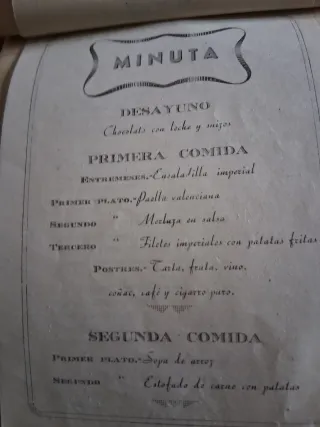 MINUTA
DESAYUNO
Chocolate con leche y mizos
PRIMERA COMIDA
ENTREMESES.-Ensaladilla imperial
PRIMER PLATO.-Paella valenciana
SEGUNDO " Merluza en salsa
TERCERO " Filetes imperiales con patatas fritas
POSTRES.-Tarta, fruta, vino,
coñac, café y cigarro puro.
SEGUNDA COMIDA
PRIMER PLATO.-Sopa de arroz
SEGUNDO " Estofado de carne con patatas